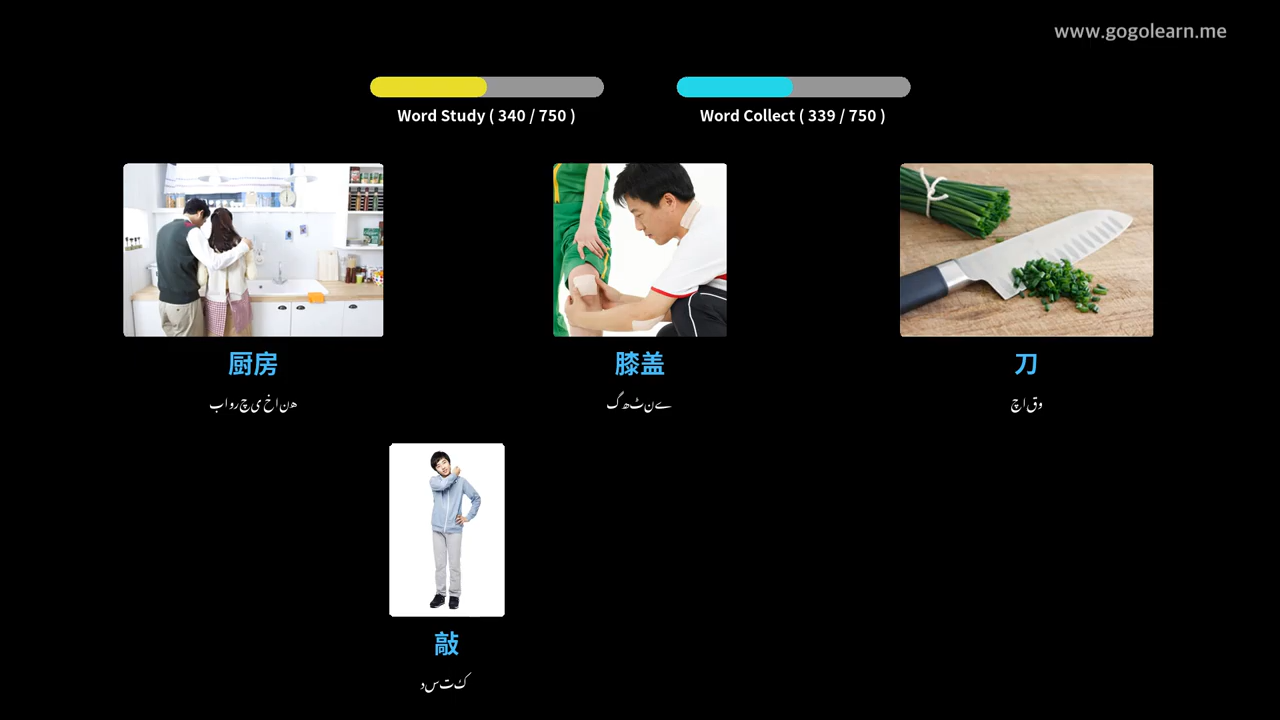 www.gogolearn.me
Word Study ( 340 / 750 )
Word Collect ( 339 / 750 )
厨房
باورچی خانہ
膝盖
گھٹنے
刀
چاقو
敲
دستک